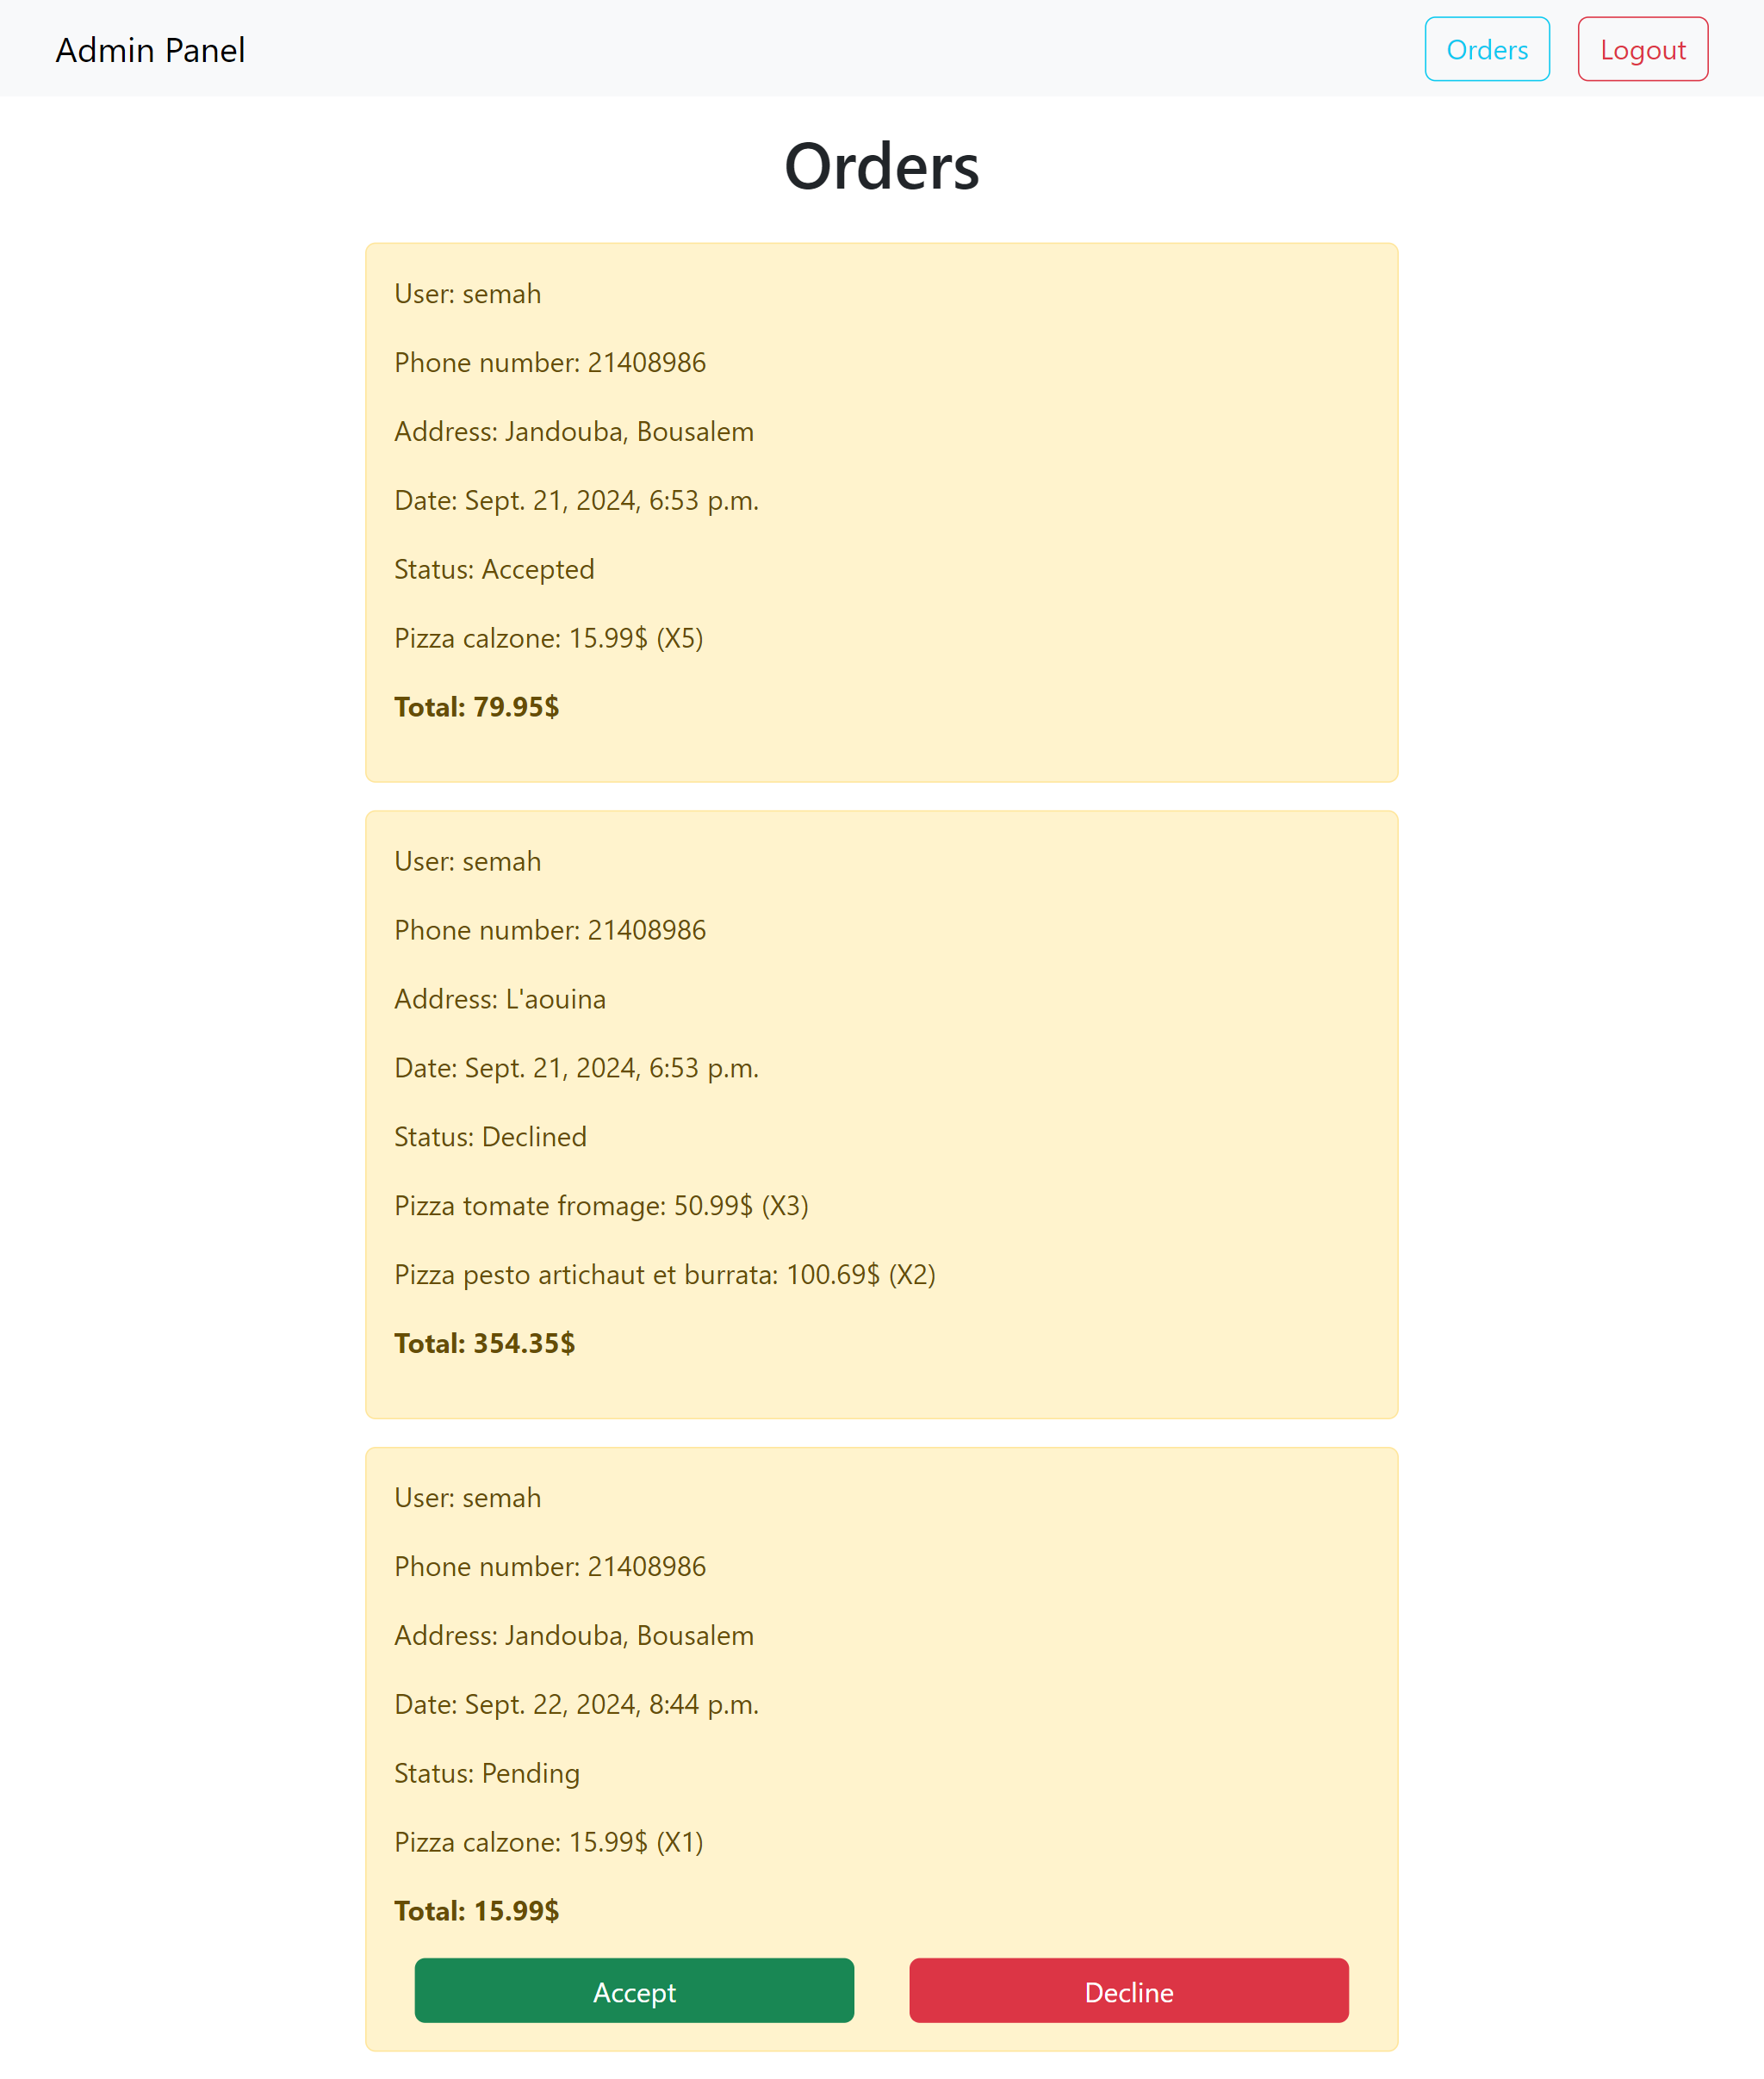 Admin Panel
Orders
Logout
Orders
User: semah
Phone number: 21408986
Address: Jandouba, Bousalem
Date: Sept. 21, 2024, 6:53 p.m.
Status: Accepted
Pizza calzone: 15.99$ (X5)
Total: 79.95$
User: semah
Phone number: 21408986
Address: L'aouina
Date: Sept. 21, 2024, 6:53 p.m.
Status: Declined
Pizza tomate fromage: 50.99$ (X3)
Pizza pesto artichaut et burrata: 100.69$ (X2)
Total: 354.35$
User: semah
Phone number: 21408986
Address: Jandouba, Bousalem
Date: Sept. 22, 2024, 8:44 p.m.
Status: Pending
Pizza calzone: 15.99$ (X1)
Total: 15.99$
Accept
Decline